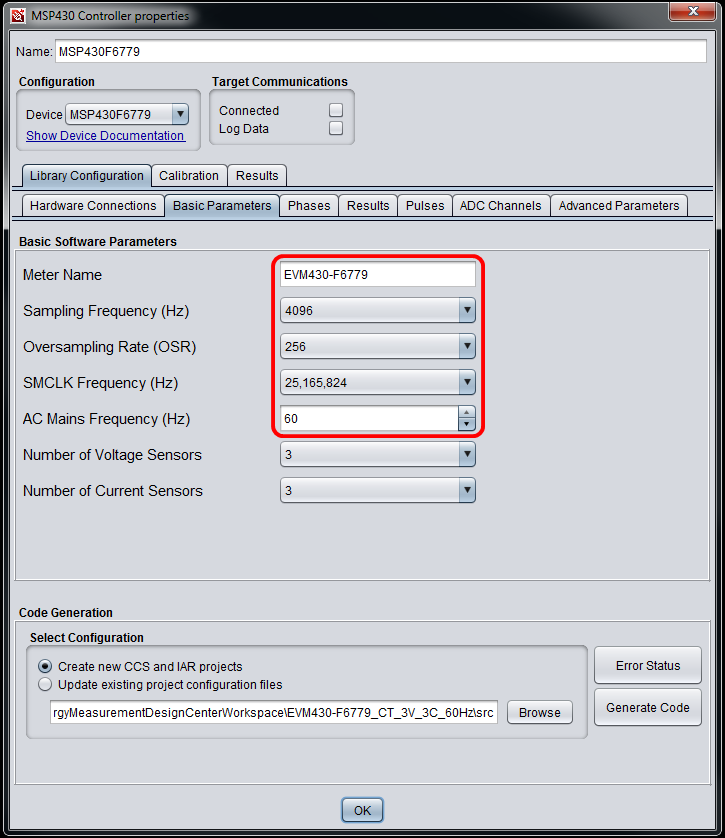 MSP430 Controller properties
Name: MSP430F6779
Configuration
Target Communications
Device MSP430F6779
Connected
Show Device Documentation
Log Data
Library Configuration Calibration Results
Hardware Connections Basic Parameters Phases Results Pulses ADC Channels Advanced Parameters
Basic Software Parameters
Meter Name EVM430-F6779
Sampling Frequency (Hz) 4096
Oversampling Rate (OSR) 256
SMCLK Frequency (Hz) 25,165,824
AC Mains Frequency (Hz) 60
Number of Voltage Sensors 3
Number of Current Sensors 3
Code Generation
Select Configuration
Create new CCS and IAR projects
Update existing project configuration files
rgyMeasurementDesignCenterWorkspace\EVM430-F6779_CT_3V_3C_60Hz\src Browse
Error Status
Generate Code
OK